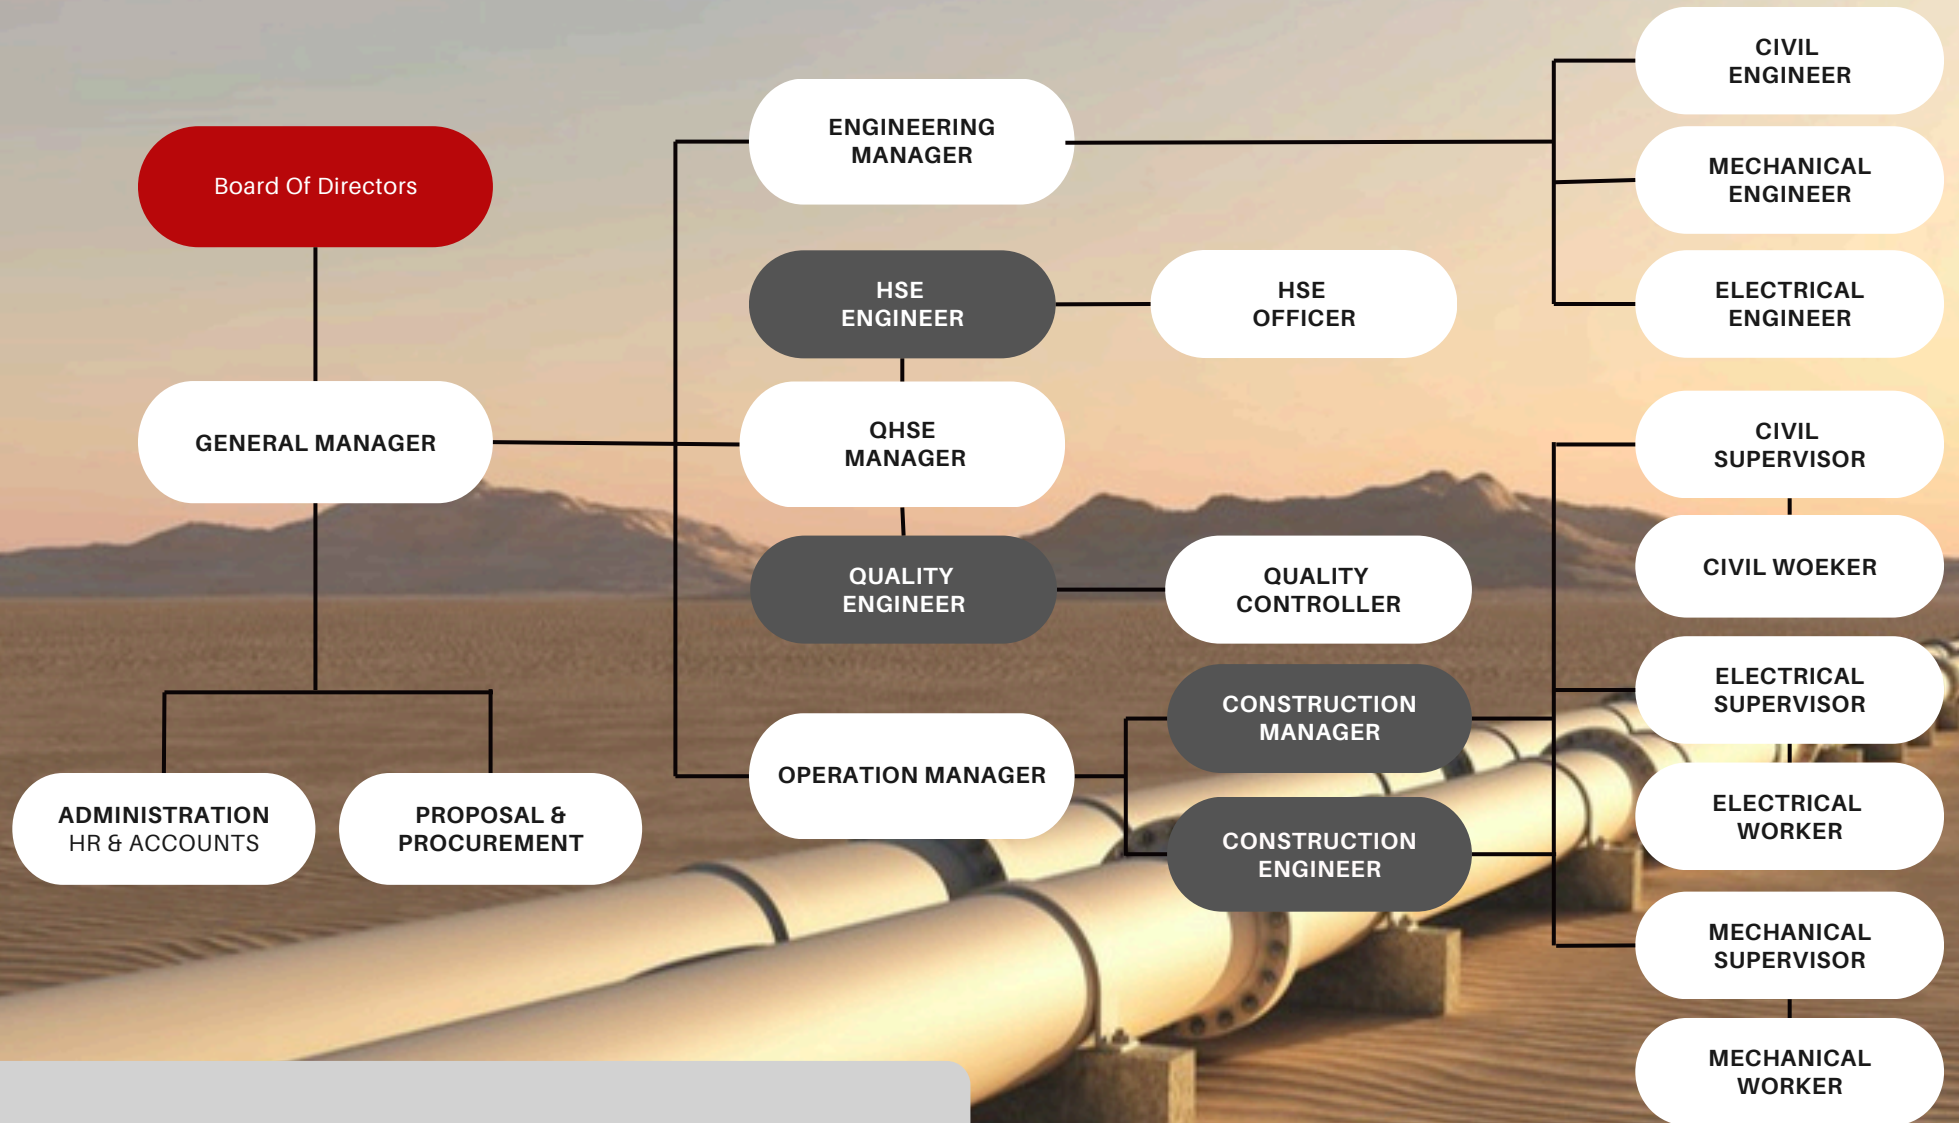 Board Of Directors
GENERAL MANAGER
ADMINISTRATION
HR & ACCOUNTS
PROPOSAL &
PROCUREMENT
ENGINEERING
MANAGER
HSE
ENGINEER
HSE
OFFICER
QHSE
MANAGER
QUALITY
ENGINEER
QUALITY
CONTROLLER
OPERATION MANAGER
CONSTRUCTION
MANAGER
CONSTRUCTION
ENGINEER
CIVIL
ENGINEER
MECHANICAL
ENGINEER
ELECTRICAL
ENGINEER
CIVIL
SUPERVISOR
CIVIL WOEKER
ELECTRICAL
SUPERVISOR
ELECTRICAL
WORKER
MECHANICAL
SUPERVISOR
MECHANICAL
WORKER